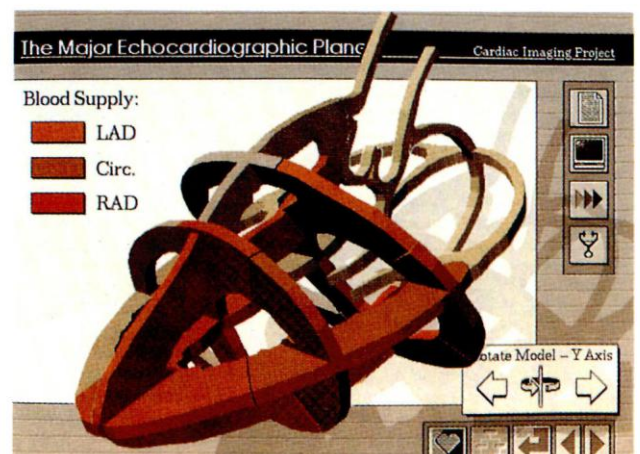 The Major Echocardiographic Plane
Cardiac Imaging Project
Blood Supply:
LAD
Circ.
RAD
otate Model – Y Axis